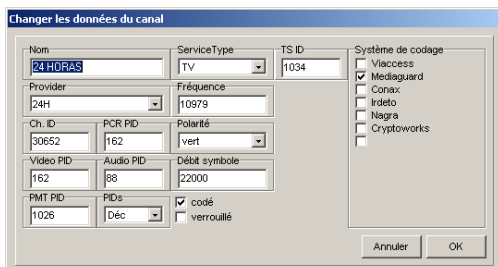 Changer les données du canal
Nom ServiceType TS ID Système de codage
24 HORAS TV 1034 Viaccess
Mediaguard
Provider Fréquence Conax
24H 10979 Irdeto
Nagra
Ch. ID PCR PID Polarité Cryptoworks
30652 162 vert
Video PID Audio PID Débit symbole
162 88 22000
PMT PID PIDs codé
1026 Déc verrouillé
Annuler OK